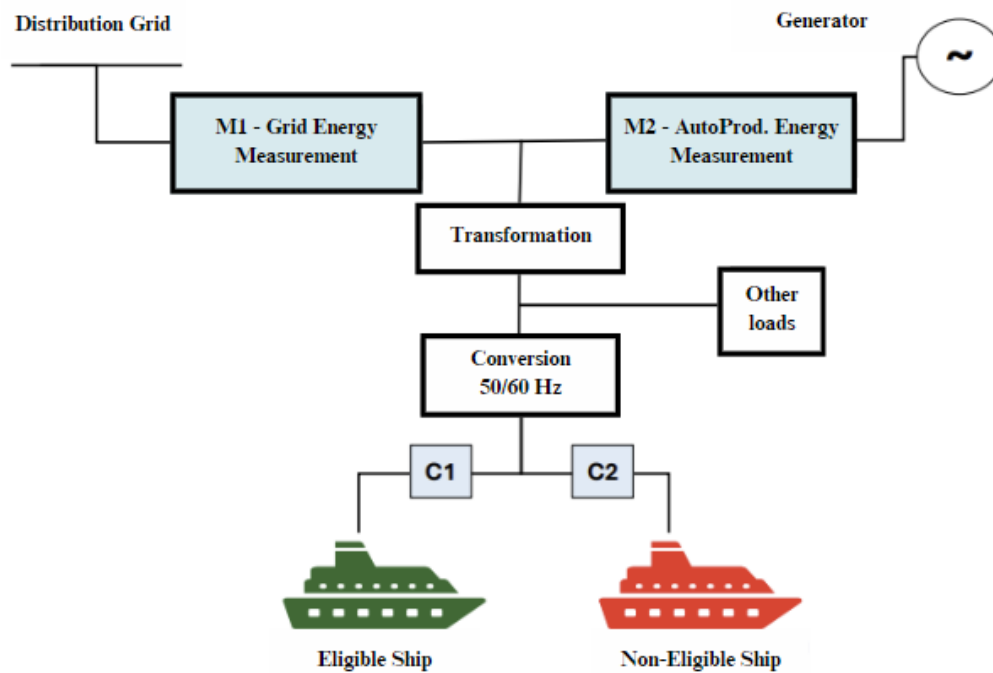 Distribution Grid
Generator
~
M1 - Grid Energy
Measurement
M2 - AutoProd. Energy
Measurement
Transformation
Other
loads
Conversion
50/60 Hz
C1
C2
Eligible Ship
Non-Eligible Ship